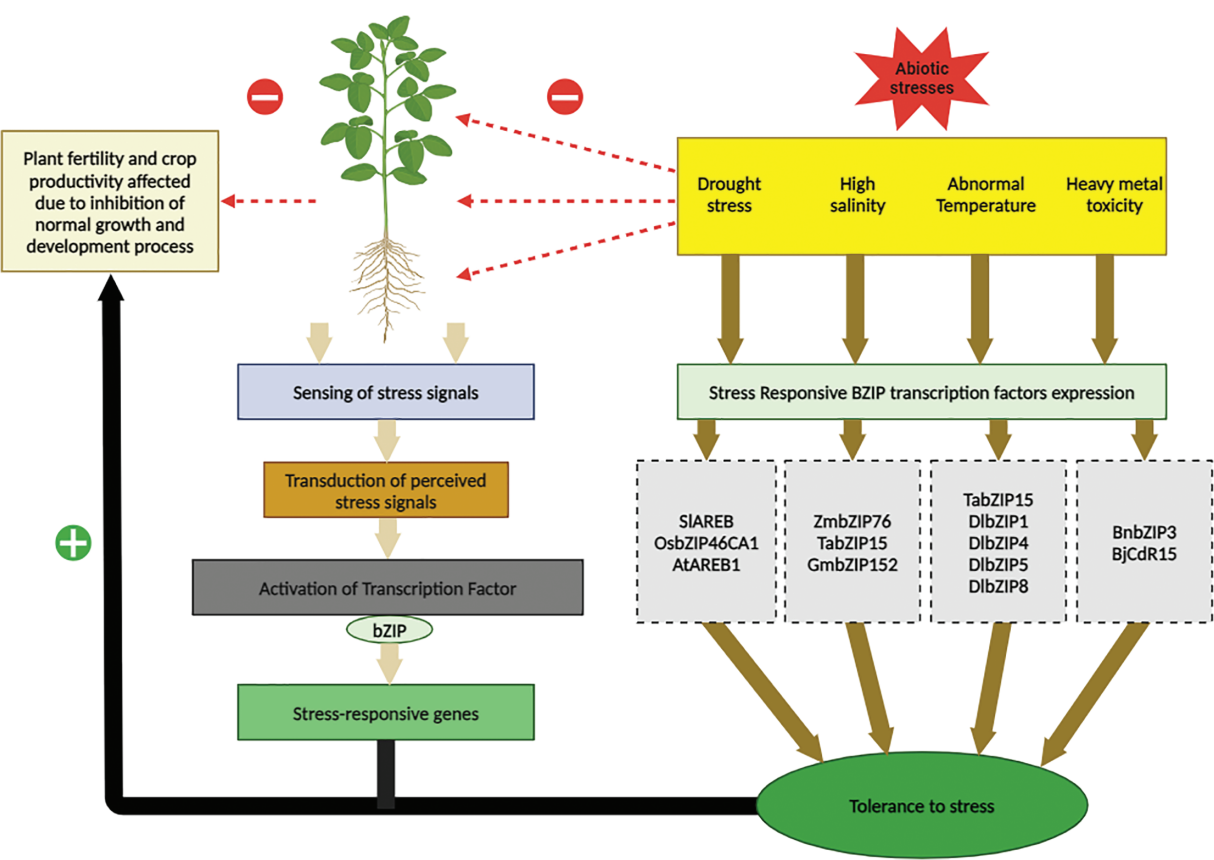 Abiotic
stresses
Plant fertility and crop
productivity affected
due to inhibition of
normal growth and
development process
Drought
stress
High
salinity
Abnormal
Temperature
Heavy metal
toxicity
Sensing of stress signals
Transduction of perceived
stress signals
Activation of Transcription Factor
bZIP
Stress-responsive genes
Stress Responsive BZIP transcription factors expression
SlAREB
OsbZIP46CA1
AtAREB1
ZmbZIP76
TabZIP15
GmbZIP152
TabZIP15
DlbZIP1
DlbZIP4
DlbZIP5
DlbZIP8
BnbZIP3
BjCdR15
Tolerance to stress